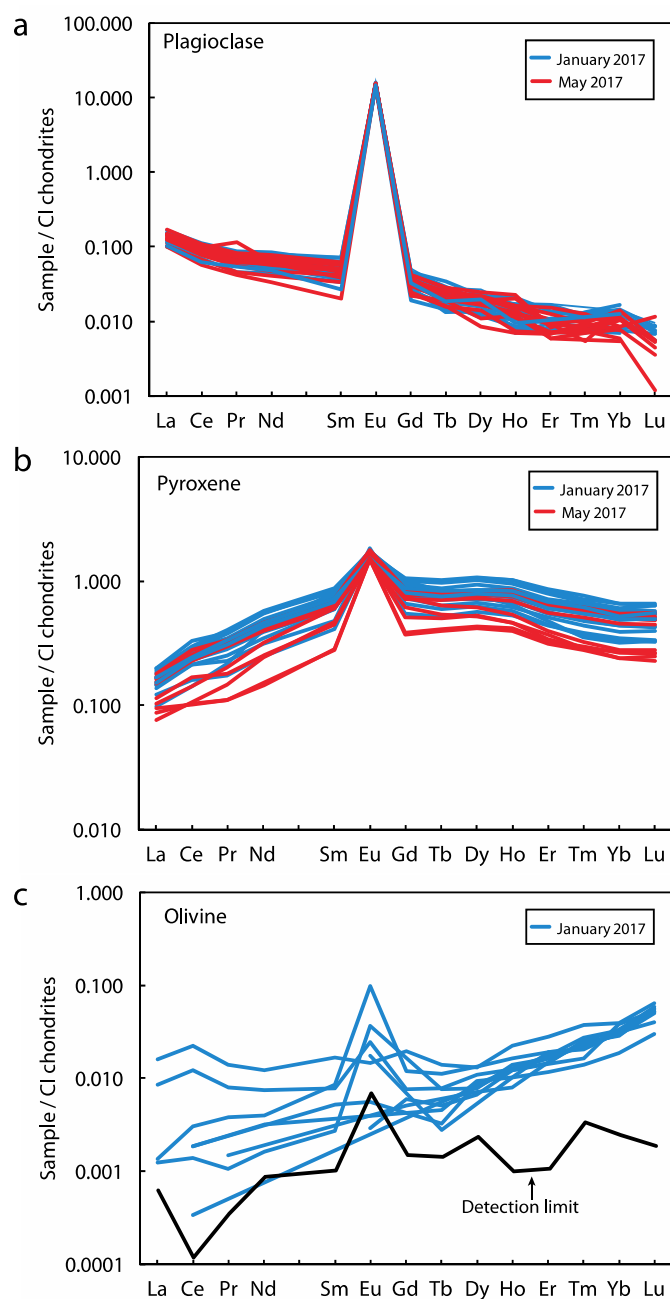 a
100.000
Plagioclase
January 2017
May 2017
10.000
1.000
0.100
0.010
0.001
Sample / CI chondrites
La Ce Pr Nd Sm Eu Gd Tb Dy Ho Er Tm Yb Lu
b
10.000
Pyroxene
January 2017
May 2017
1.000
0.100
0.010
Sample / CI chondrites
La Ce Pr Nd Sm Eu Gd Tb Dy Ho Er Tm Yb Lu
c
1.000
Olivine
January 2017
0.100
0.010
0.001
0.0001
Sample / CI chondrites
Detection limit
La Ce Pr Nd Sm Eu Gd Tb Dy Ho Er Tm Yb Lu